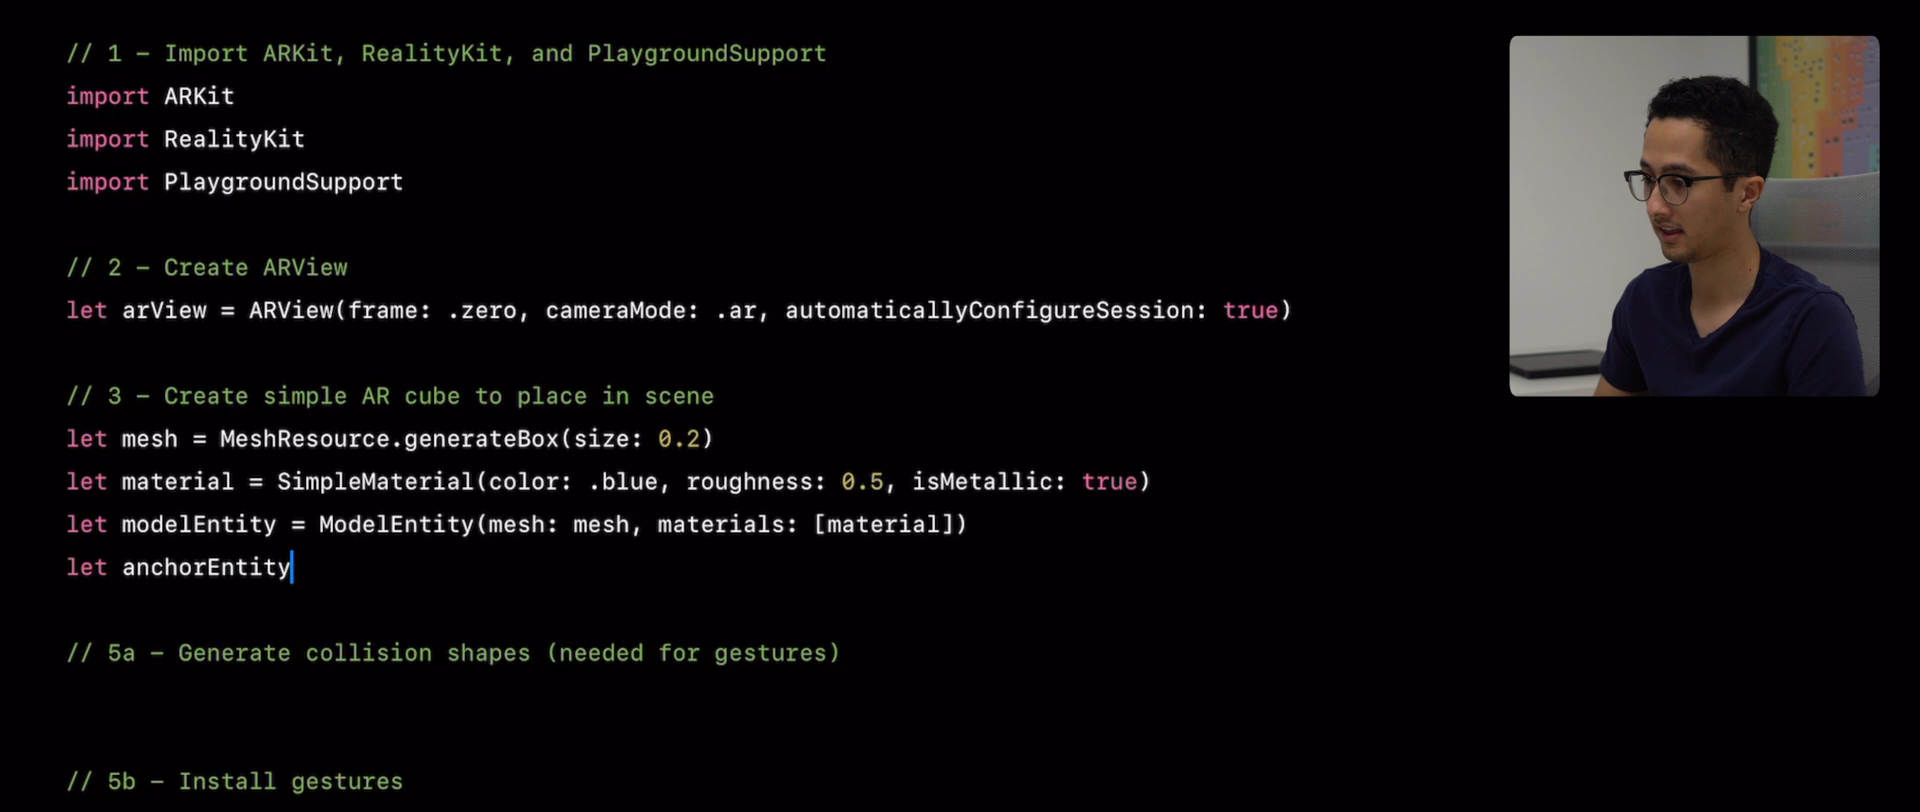 // 1 – Import ARKit, RealityKit, and PlaygroundSupport
import ARKit
import RealityKit
import PlaygroundSupport
// 2 – Create ARView
let arView = ARView(frame: .zero, cameraMode: .ar, automaticallyConfigureSession: true)
// 3 – Create simple AR cube to place in scene
let mesh = MeshResource.generateBox(size: 0.2)
let material = SimpleMaterial(color: .blue, roughness: 0.5, isMetallic: true)
let modelEntity = ModelEntity(mesh: mesh, materials: [material])
let anchorEntity
// 5a – Generate collision shapes (needed for gestures)
// 5b – Install gestures